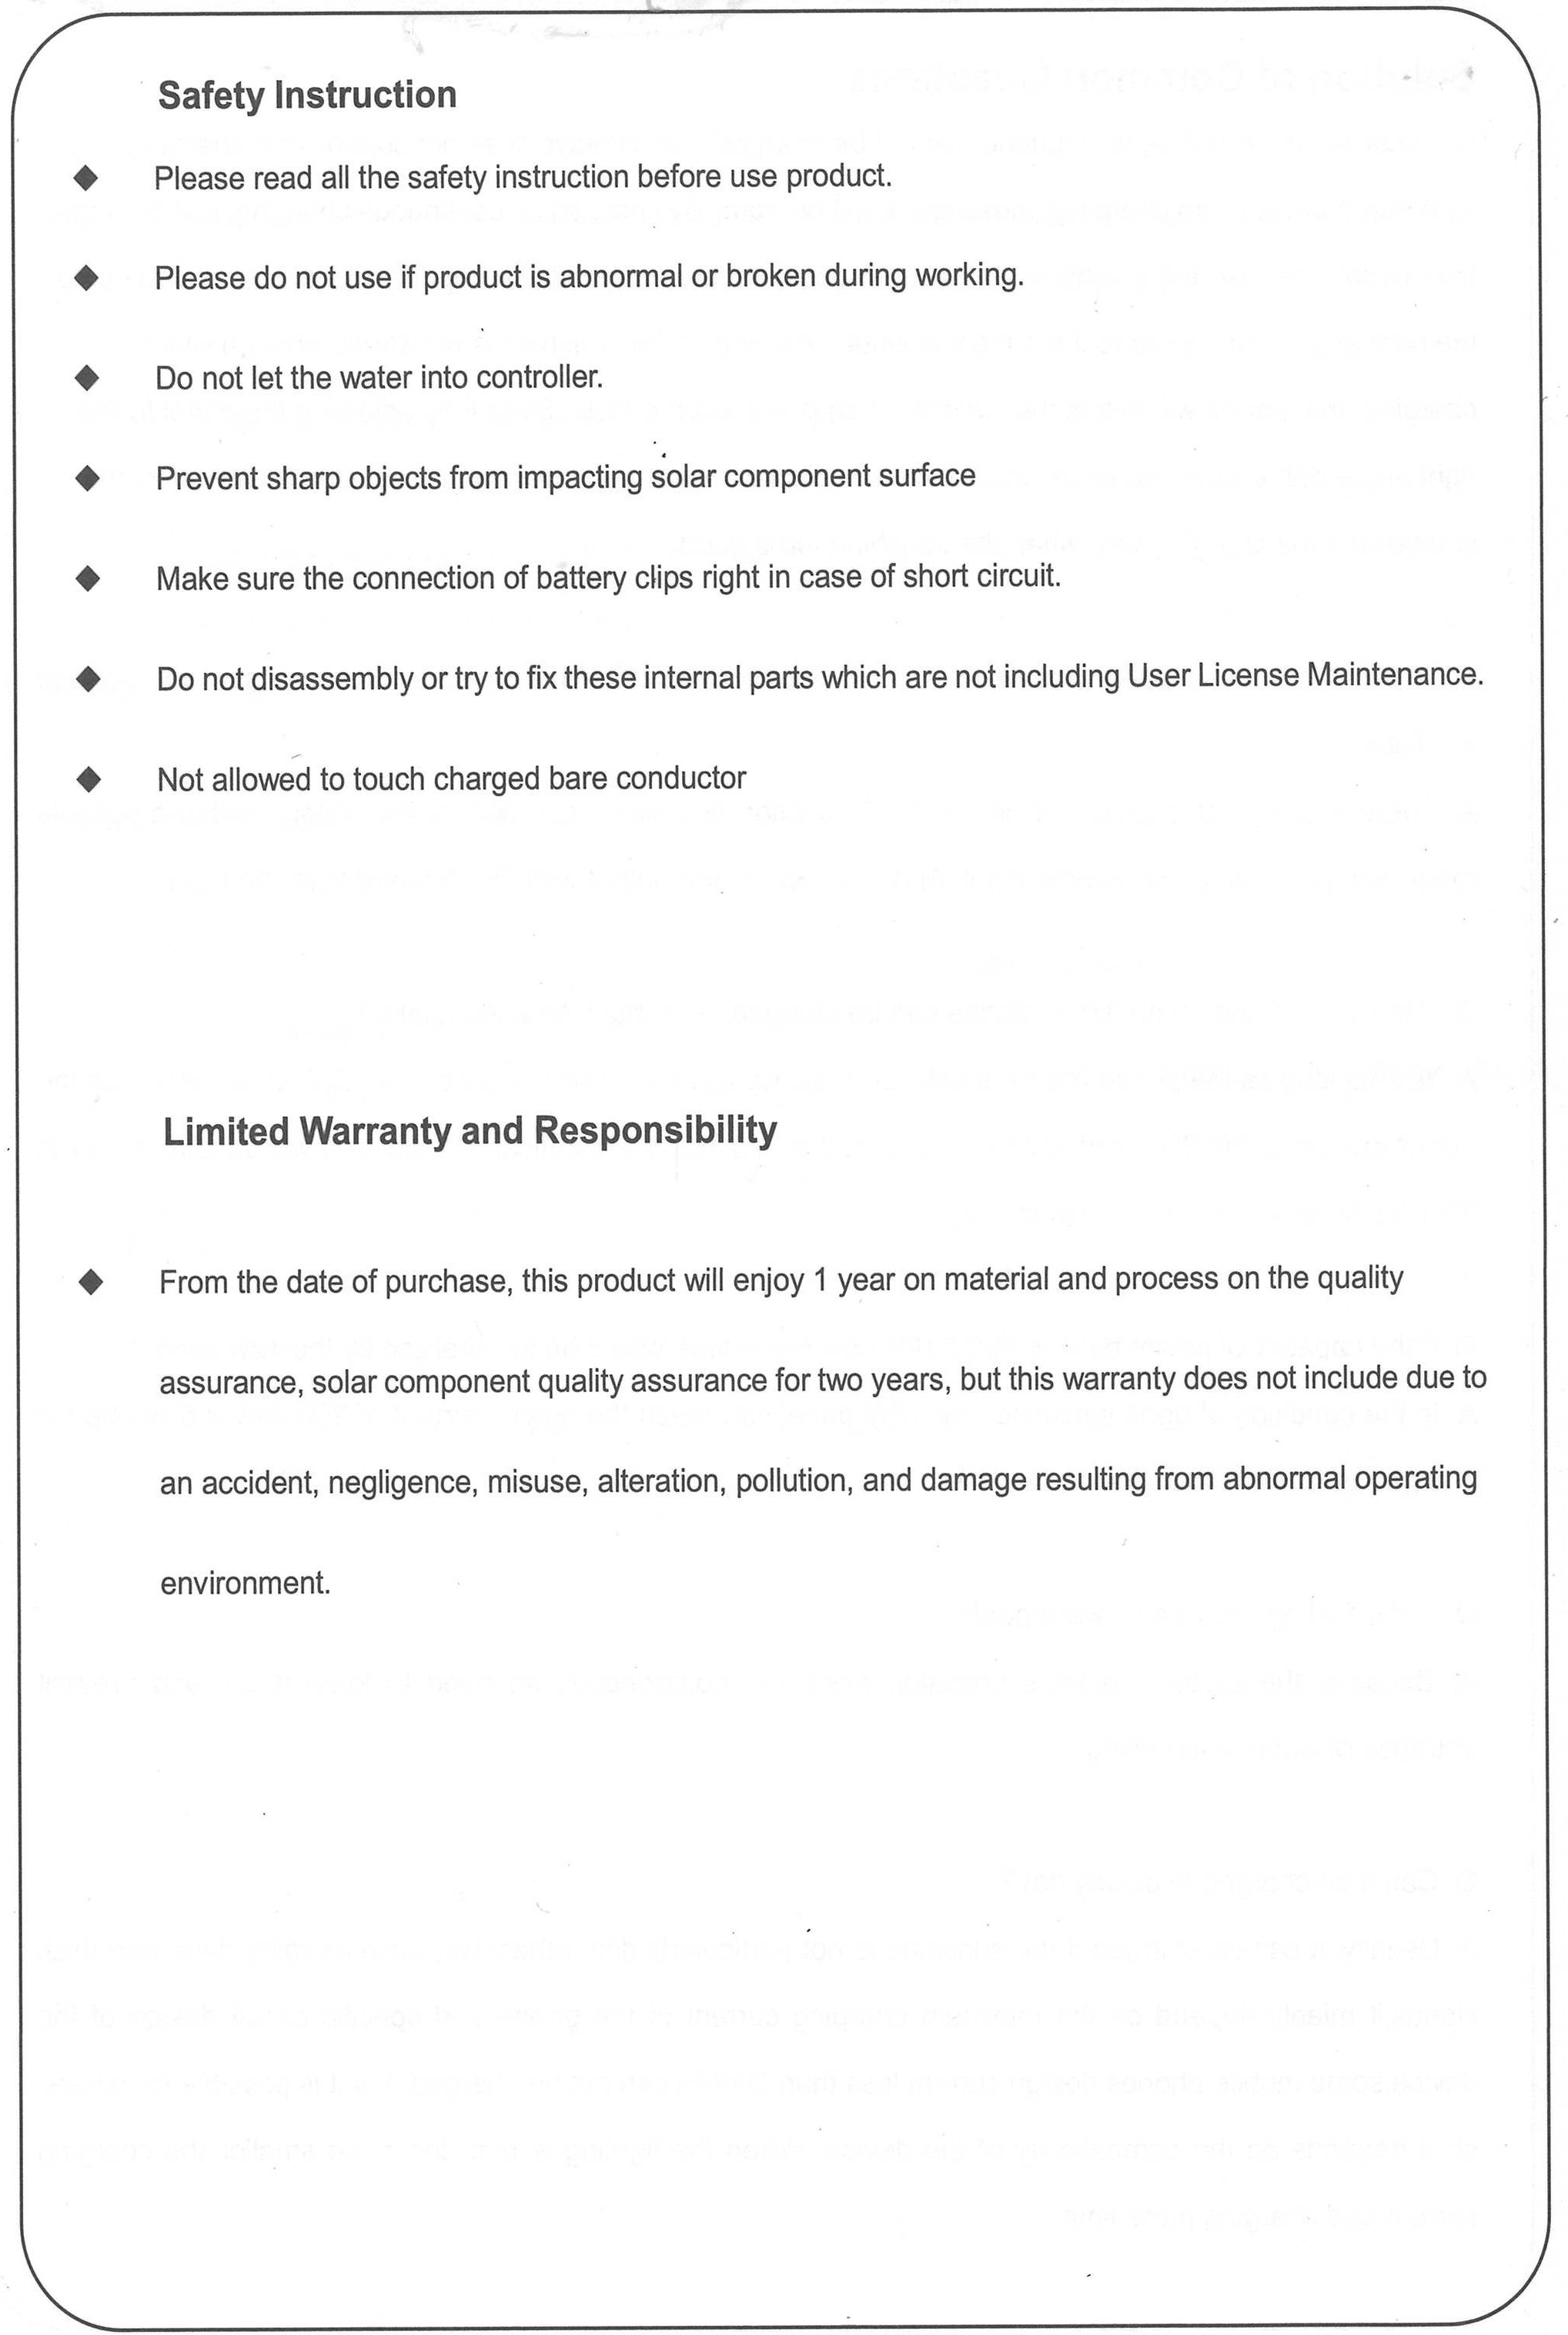 Safety Instruction
◆ Please read all the safety instruction before use product.
◆ Please do not use if product is abnormal or broken during working.
◆ Do not let the water into controller.
◆ Prevent sharp objects from impacting solar component surface
◆ Make sure the connection of battery clips right in case of short circuit.
◆ Do not disassembly or try to fix these internal parts which are not including User License Maintenance.
◆ Not allowed to touch charged bare conductor
Limited Warranty and Responsibility
◆ From the date of purchase, this product will enjoy 1 year on material and process on the quality
assurance, solar component quality assurance for two years, but this warranty does not include due to
an accident, negligence, misuse, alteration, pollution, and damage resulting from abnormal operating
environment.